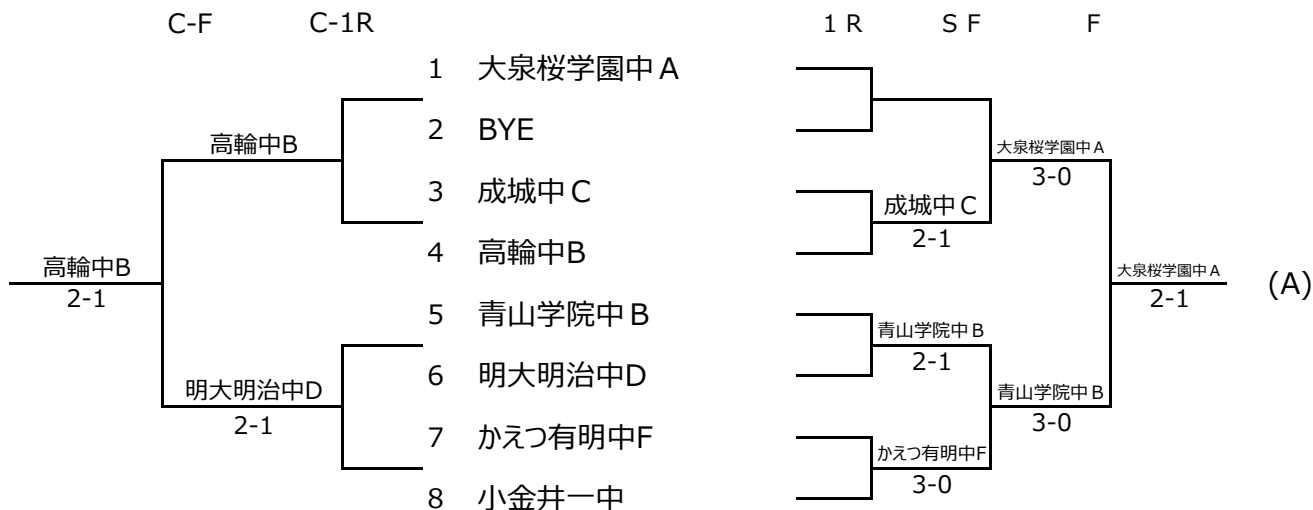 C-F C-1R 1 R S F F
1 大泉桜学園中A
2 BYE
高輪中B
大泉桜学園中A
3-0
3 成城中C
成城中C
2-1
4 高輪中B
高輪中B
2-1
大泉桜学園中A
2-1
(A)
5 青山学院中B
青山学院中B
2-1
6 明大明治中D
明大明治中D
2-1
青山学院中B
3-0
7 かえつ有明中F
かえつ有明中F
3-0
8 小金井一中